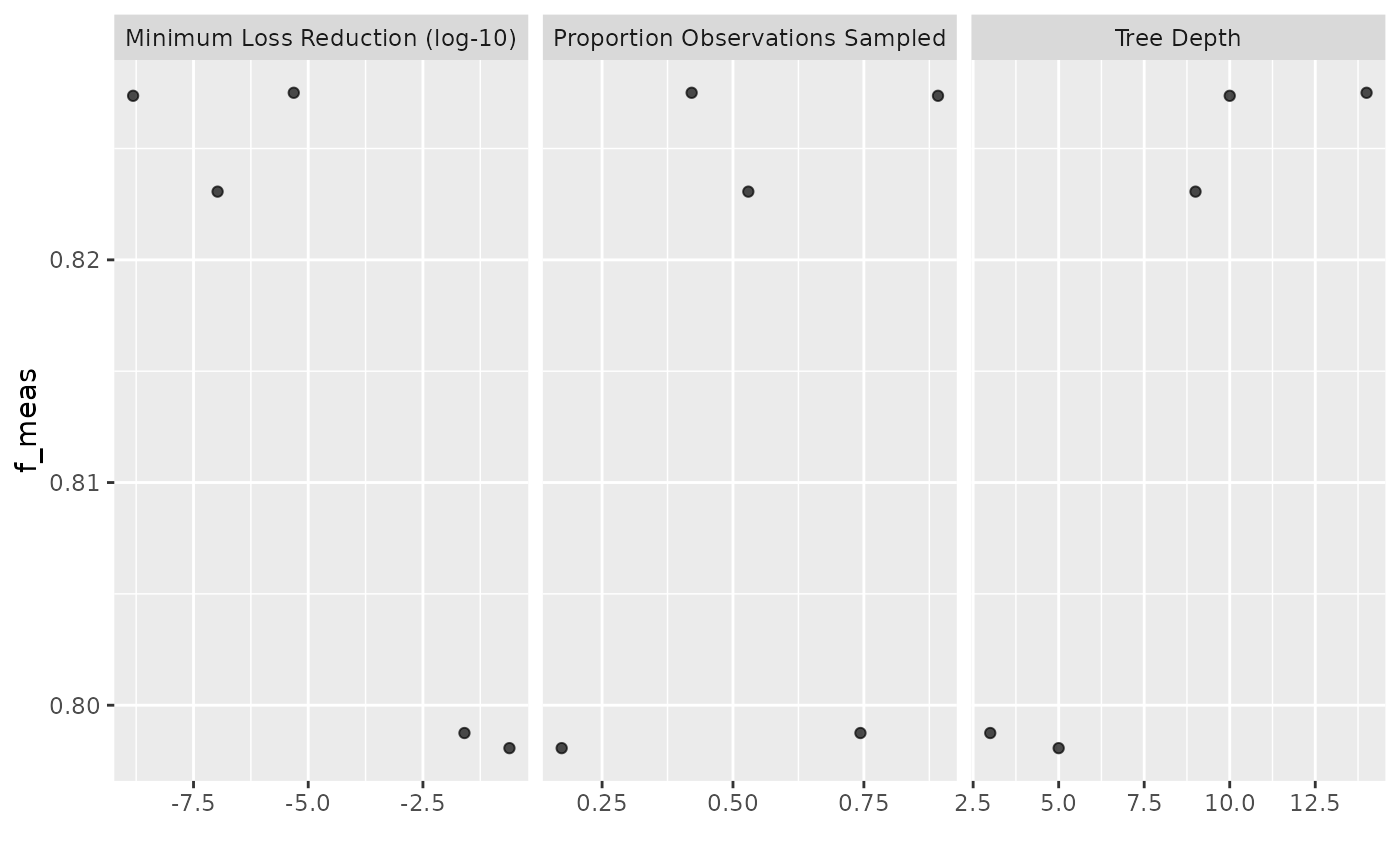 Minimum Loss Reduction (log-10) Proportion Observations Sampled Tree Depth
f_meas
0.82
0.81
0.80
-7.5 -5.0 -2.5 0.25 0.50 0.75 2.5 5.0 7.5 10.0 12.5